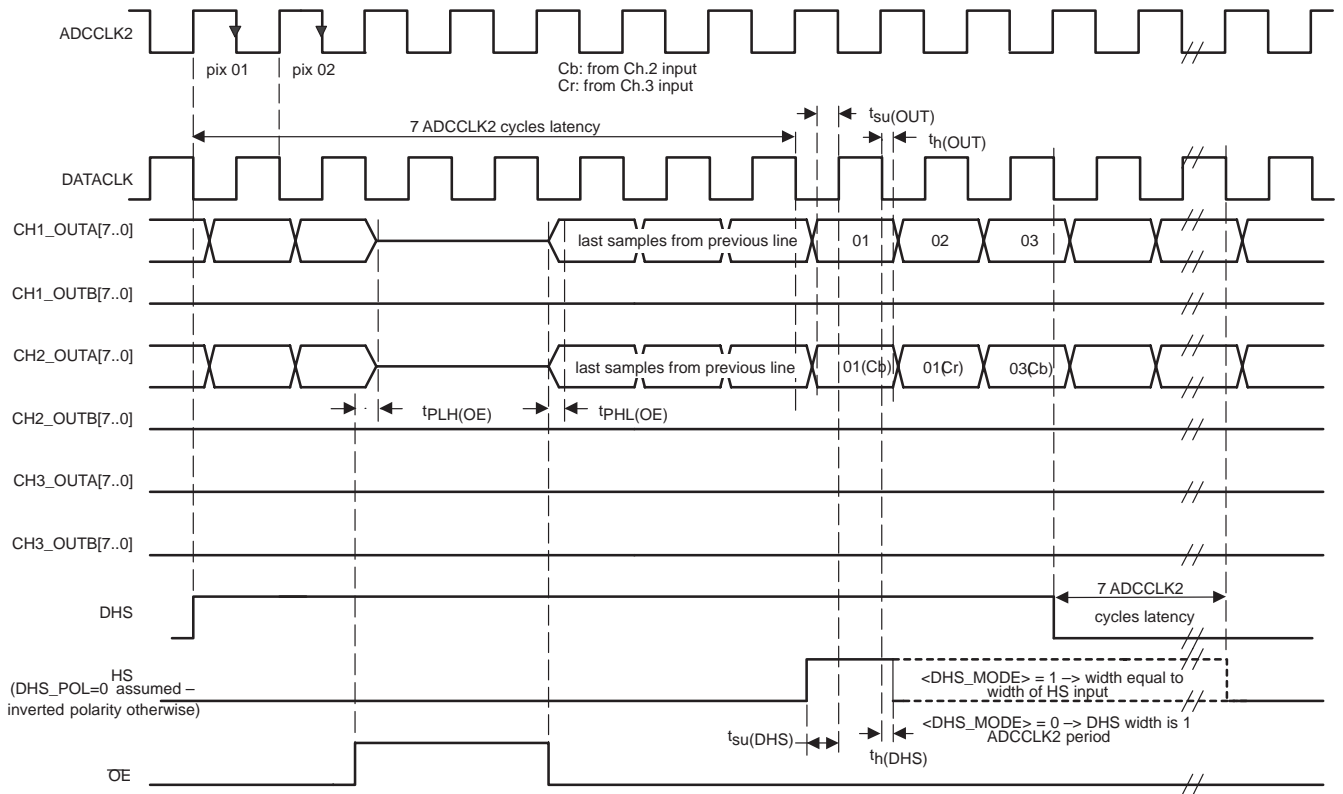 ADCCLK2
pix 01
pix 02
Cb: from Ch.2 input
Cr: from Ch.3 input
7 ADCCLK2 cycles latency
tsu(OUT)
th(OUT)
DATACLK
CH1_OUTA[7..0]
last samples from previous line
01
02
03
CH1_OUTB[7..0]
CH2_OUTA[7..0]
last samples from previous line
01(Cb)
01(Cr)
03(Cb)
tPLH(OE)
tPHL(OE)
CH2_OUTB[7..0]
CH3_OUTA[7..0]
CH3_OUTB[7..0]
7 ADCCLK2
cycles latency
DHS
HS
(DHS_POL=0 assumed –
inverted polarity otherwise)
<DHS_MODE> = 1 –> width equal to
width of HS input
<DHS_MODE> = 0 –> DHS width is 1
ADCCLK2 period
tsu(DHS)
th(DHS)
OE